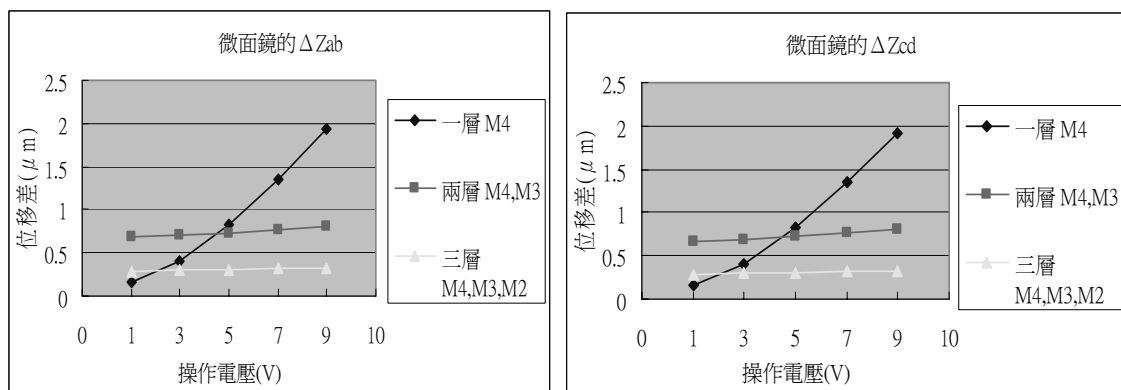 微面鏡的ΔZab
2.5
2
1.5
1
0.5
0
位移差(μm)
0 1 3 5 7 9 10
操作電壓(V)
一層 M4
兩層 M4,M3
三層
M4,M3,M2
微面鏡的ΔZcd
2.5
2
1.5
1
0.5
0
位移差(μm)
0 1 3 5 7 9 10
操作電壓(V)
一層 M4
兩層 M4,M3
三層
M4,M3,M2